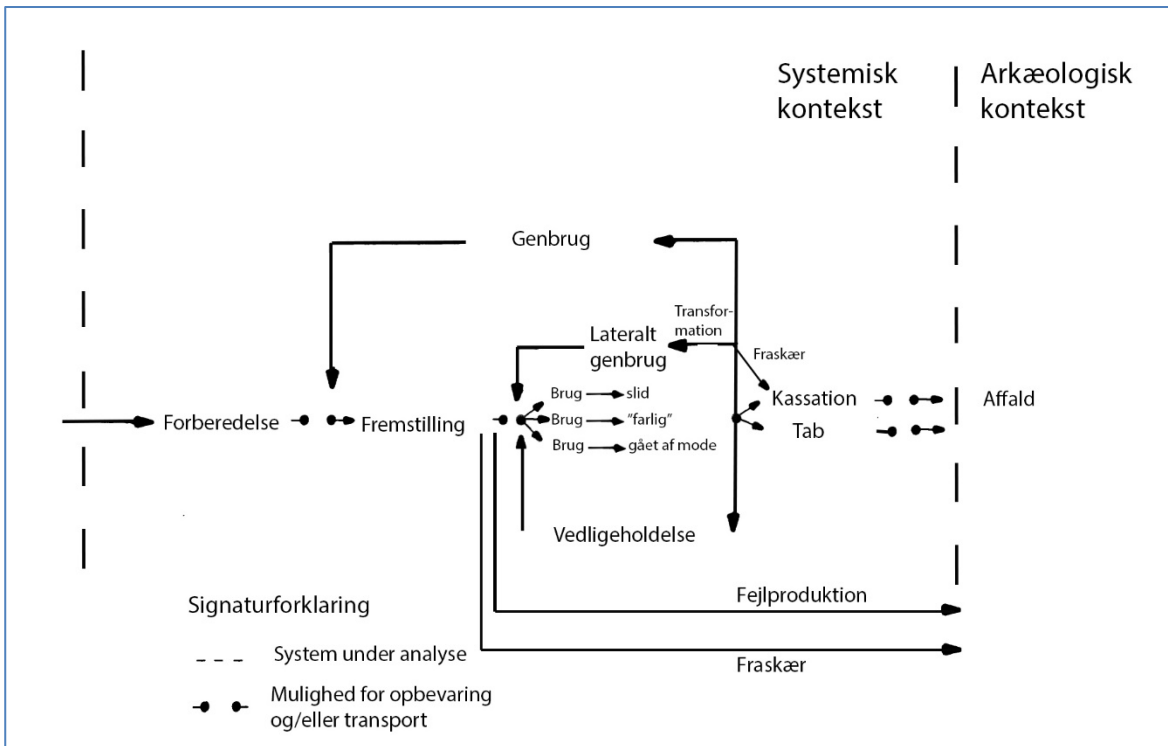 Systemisk
kontekst
Arkæologisk
kontekst
Genbrug
Transfor-
mation
Lateralt
genbrug
Fraskær
Brug slid
Kassation
Affald
Forberedelse
Fremstilling
Brug "farlig"
Tab
Brug gået af mode
Vedligeholdelse
Fejlproduktion
Fraskær
Signaturforklaring
System under analyse
Mulighed for opbevaring
og/eller transport